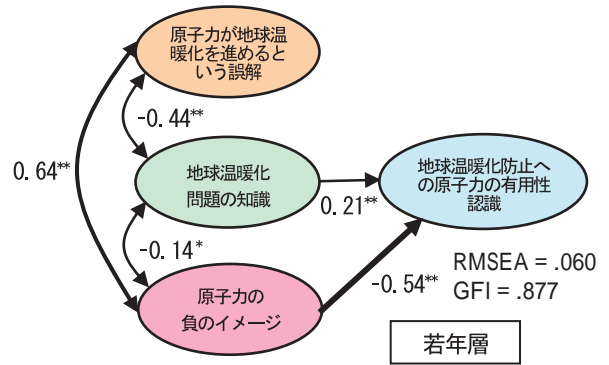 原子力が地球温
暖化を進めると
いう誤解
-0.44**
0.64**
地球温暖化
問題の知識
0.21**
地球温暖化防止へ
の原子力の有用性
認識
-0.14*
原子力の
負のイメージ
-0.54**
RMSEA = .060
GFI = .877
若年層